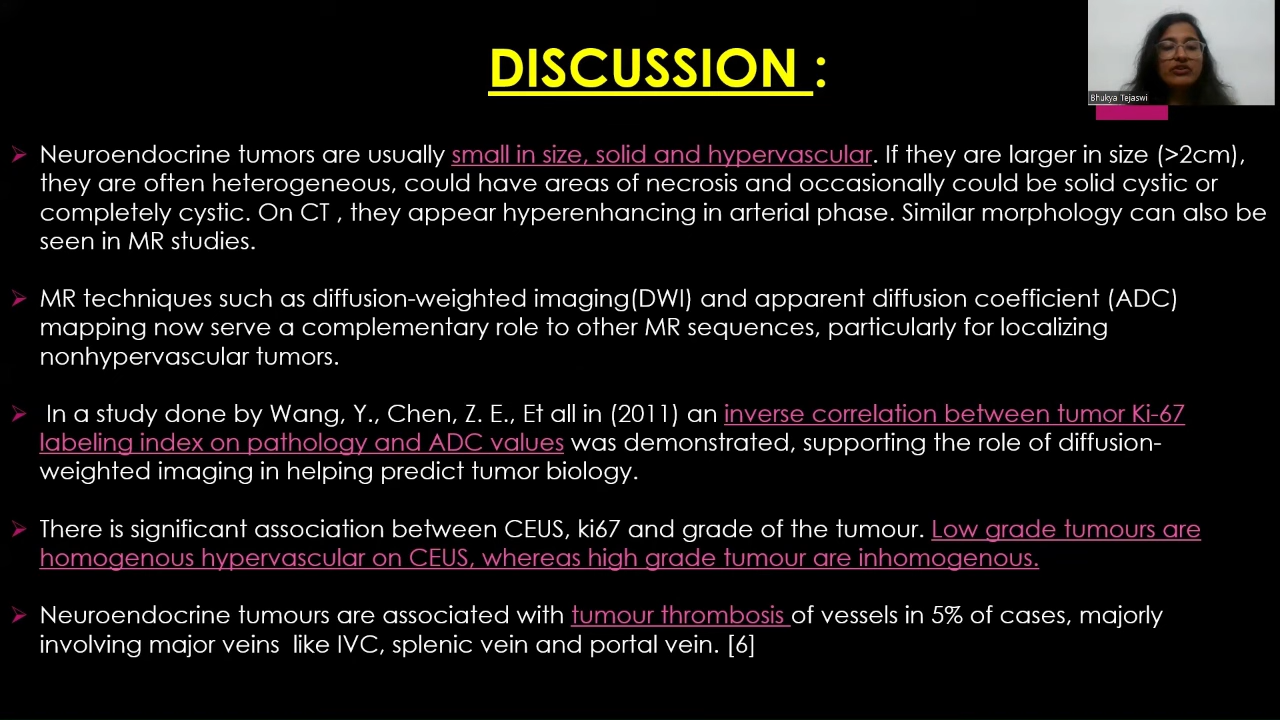 DISCUSSION :
Bhukya Tejaswi
Neuroendocrine tumors are usually small in size, solid and hypervascular. If they are larger in size (>2cm),
they are often heterogeneous, could have areas of necrosis and occasionally could be solid cystic or
completely cystic. On CT , they appear hyperenhancing in arterial phase. Similar morphology can also be
seen in MR studies.
MR techniques such as diffusion-weighted imaging(DWI) and apparent diffusion coefficient (ADC)
mapping now serve a complementary role to other MR sequences, particularly for localizing
nonhypervascular tumors.
In a study done by Wang, Y., Chen, Z. E., Et all in (2011) an inverse correlation between tumor Ki-67
labeling index on pathology and ADC values was demonstrated, supporting the role of diffusion-
weighted imaging in helping predict tumor biology.
There is significant association between CEUS, ki67 and grade of the tumour. Low grade tumours are
homogenous hypervascular on CEUS, whereas high grade tumour are inhomogenous.
Neuroendocrine tumours are associated with tumour thrombosis of vessels in 5% of cases, majorly
involving major veins  like IVC, splenic vein and portal vein. [6]